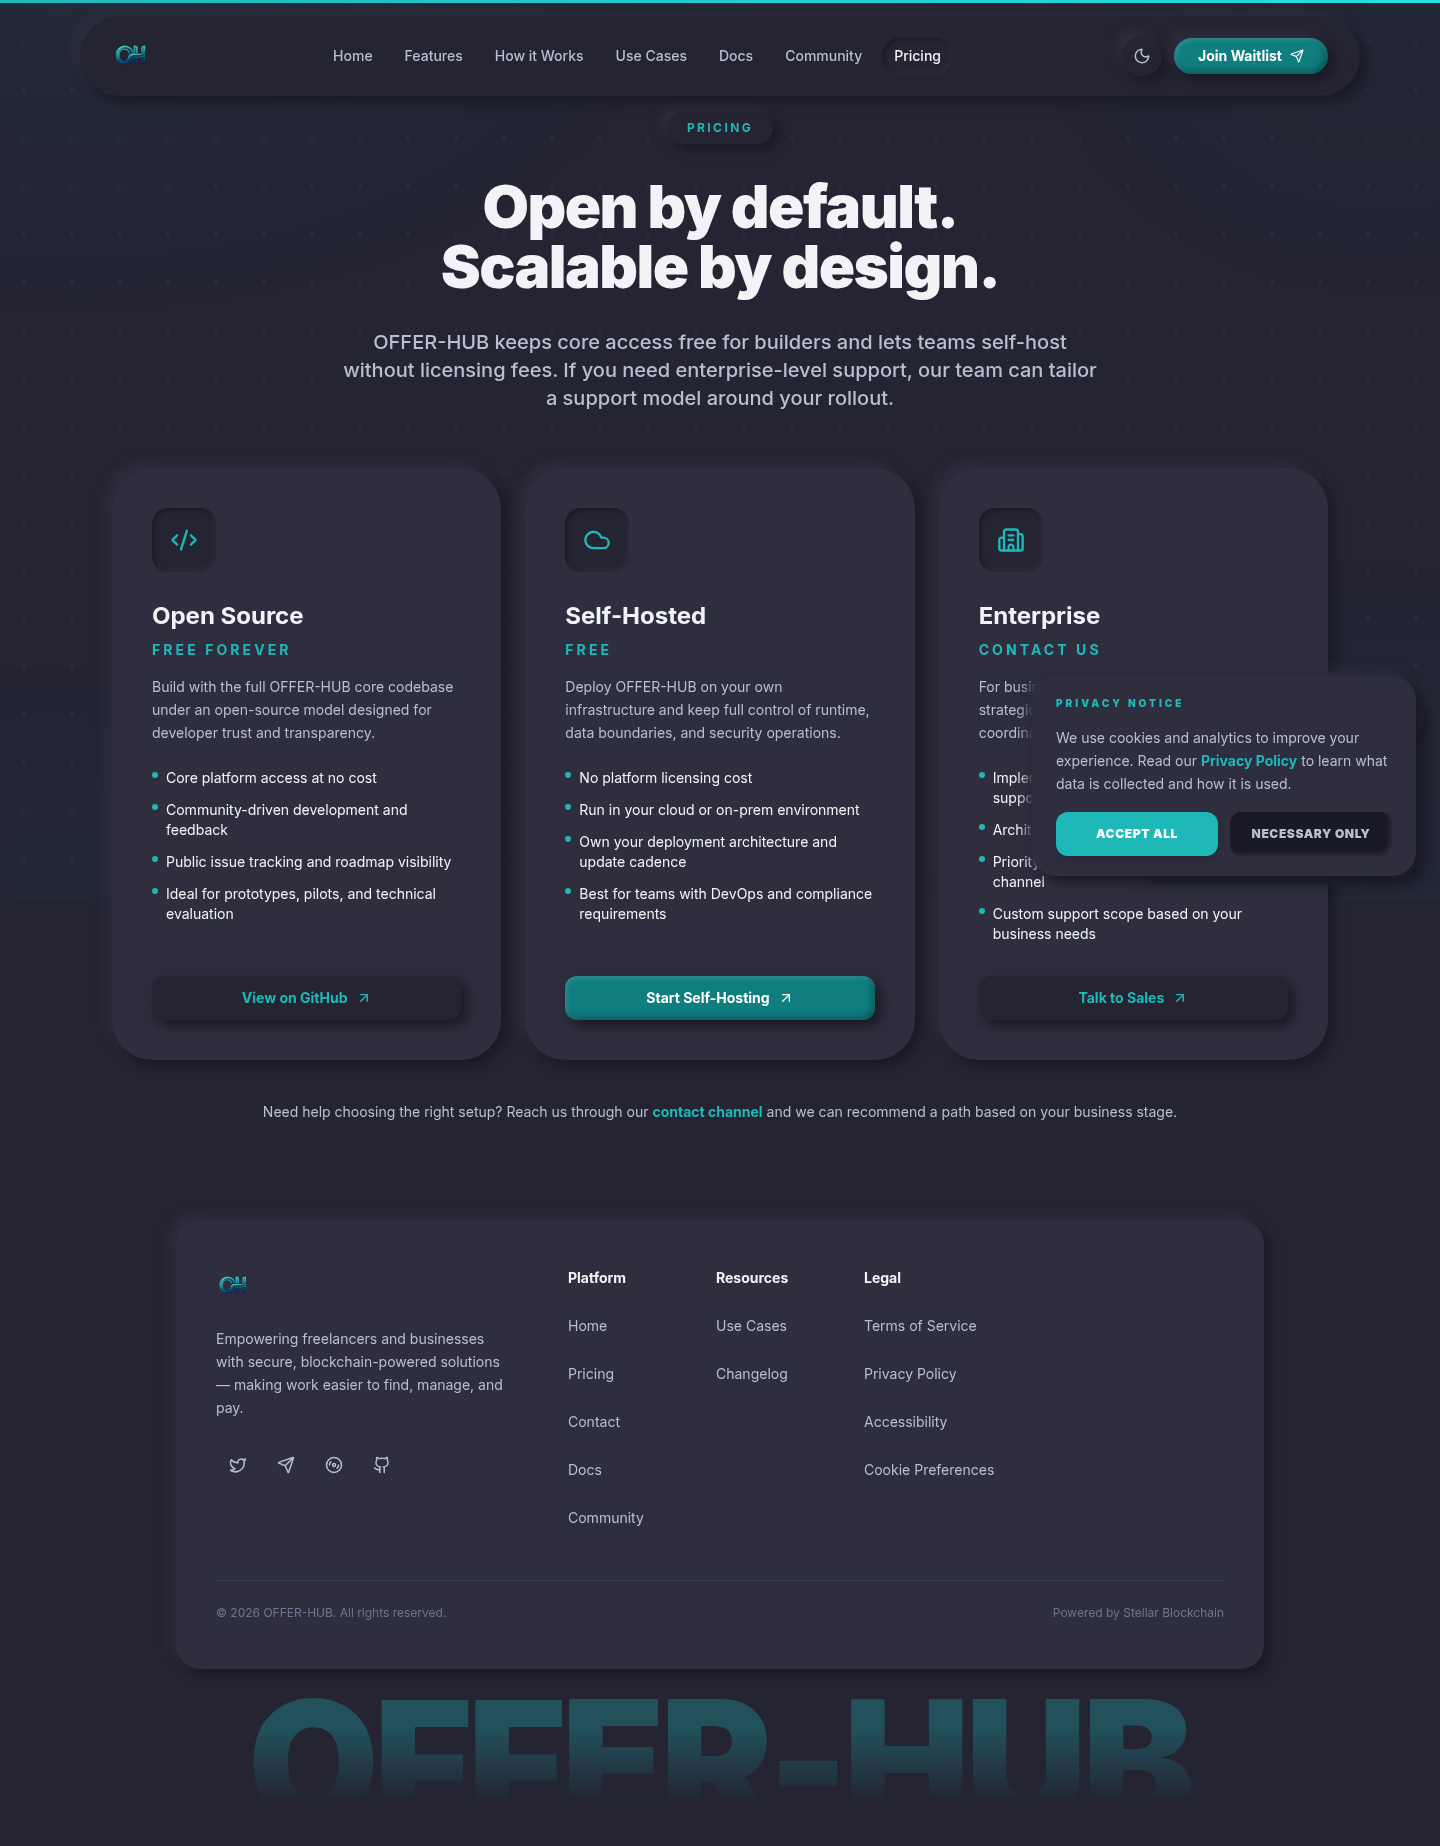 OH
Home Features How it Works Use Cases Docs Community Pricing
Join Waitlist
PRICING
Open by default.
Scalable by design.
OFFER-HUB keeps core access free for builders and lets teams self-host
without licensing fees. If you need enterprise-level support, our team can tailor
a support model around your rollout.
Open Source
FREE FOREVER
Build with the full OFFER-HUB core codebase
under an open-source model designed for
developer trust and transparency.
Core platform access at no cost
Community-driven development and
feedback
Public issue tracking and roadmap visibility
Ideal for prototypes, pilots, and technical
evaluation
View on GitHub
Self-Hosted
FREE
Deploy OFFER-HUB on your own
infrastructure and keep full control of runtime,
data boundaries, and security operations.
No platform licensing cost
Run in your cloud or on-prem environment
Own your deployment architecture and
update cadence
Best for teams with DevOps and compliance
requirements
Start Self-Hosting
Enterprise
CONTACT US
For
Priority
channel
Custom support scope based on your
business needs
Talk to Sales
PRIVACY NOTICE
We use cookies and analytics to improve your
experience. Read our Privacy Policy to learn what
data is collected and how it is used.
ACCEPT ALL NECESSARY ONLY
Need help choosing the right setup? Reach us through our contact channel and we can recommend a path based on your business stage.
OH
Empowering freelancers and businesses
with secure, blockchain-powered solutions
— making work easier to find, manage, and
pay.
Platform
Home
Pricing
Contact
Docs
Community
Resources
Use Cases
Changelog
Legal
Terms of Service
Privacy Policy
Accessibility
Cookie Preferences
© 2026 OFFER-HUB. All rights reserved.
Powered by Stellar Blockchain
OFFER-HUB